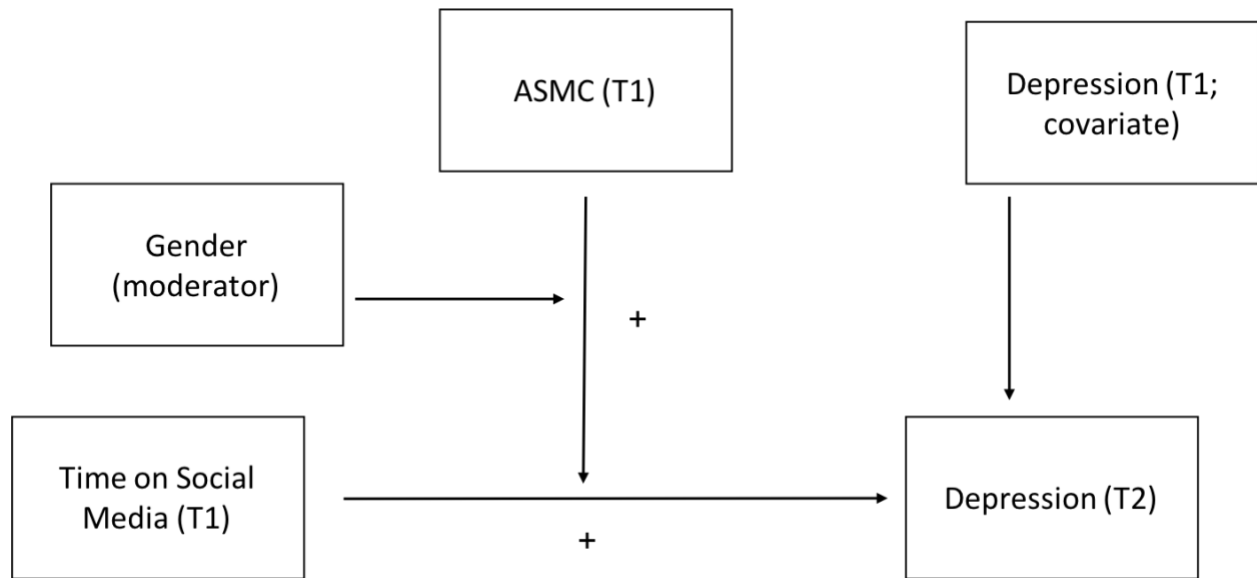 ASMC (T1)
Depression (T1;
covariate)
Gender
(moderator)
+
Time on Social
Media (T1)
Depression (T2)
+